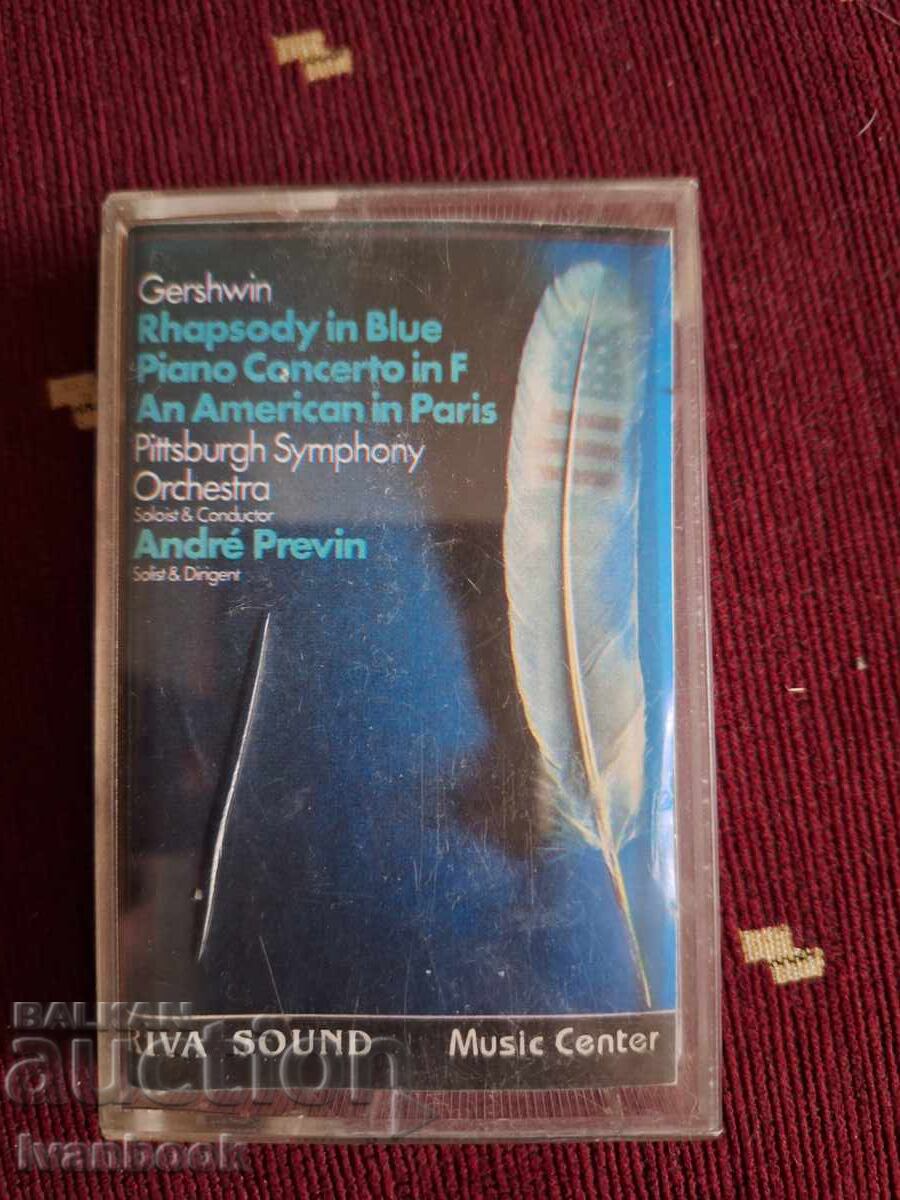 Gershwin
Rhapsody in Blue
Piano Concerto in F
An American in Paris
Pittsburgh Symphony
Orchestra
Soloist & Conductor
André Previn
Solist & Dirigent
RIVA SOUND Music Center
BALKAN
auction
Ivanbook